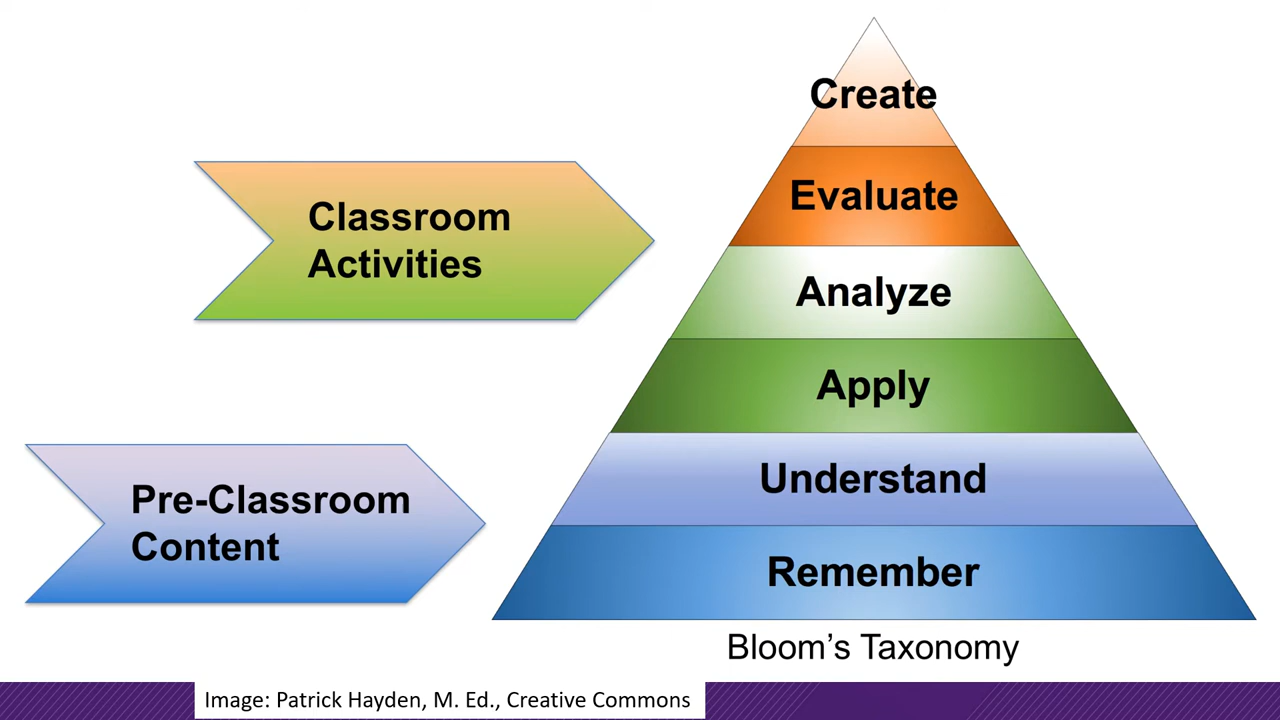 Create
Evaluate
Classroom
Activities
Analyze
Apply
Pre-Classroom
Content
Understand
Remember
Bloom’s Taxonomy
Image: Patrick Hayden, M. Ed., Creative Commons